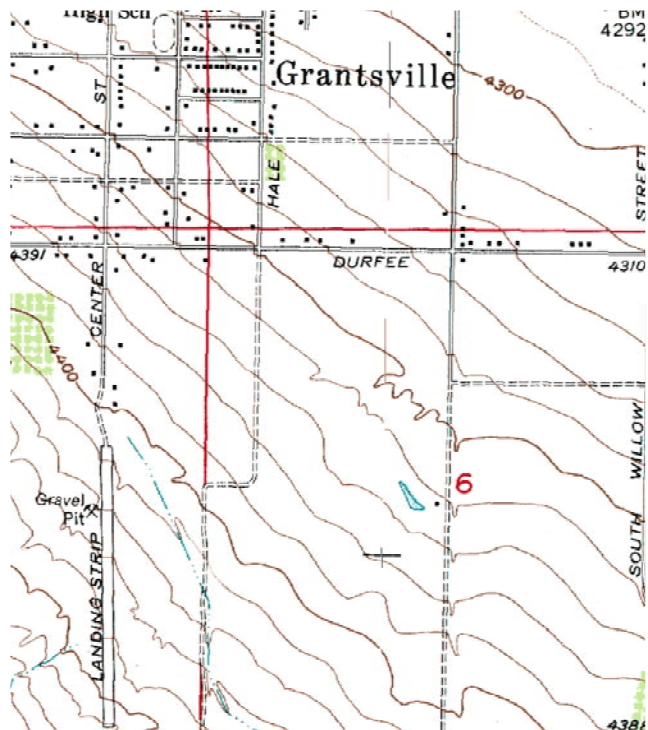 High Sch
BM
4292
Grantsville
4300
ST
HALE
STREET
4391
DURFEE
4310
CENTER
4400
6
Gravel
Pit
WILLOW
SOUTH
LANDING STRIP
4388